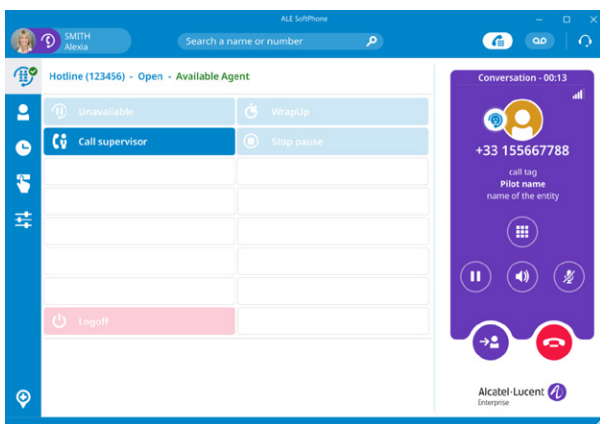 ALE SoftPhone
SMITH
Alexia
Search a name or number
Hotline (123456) - Open - Available Agent
Unavailable
WrapUp
Call supervisor
Stop pause
Logoff
Conversation - 00:13
+33 155667788
call tag
Pilot name
name of the entity
Alcatel·Lucent
Enterprise